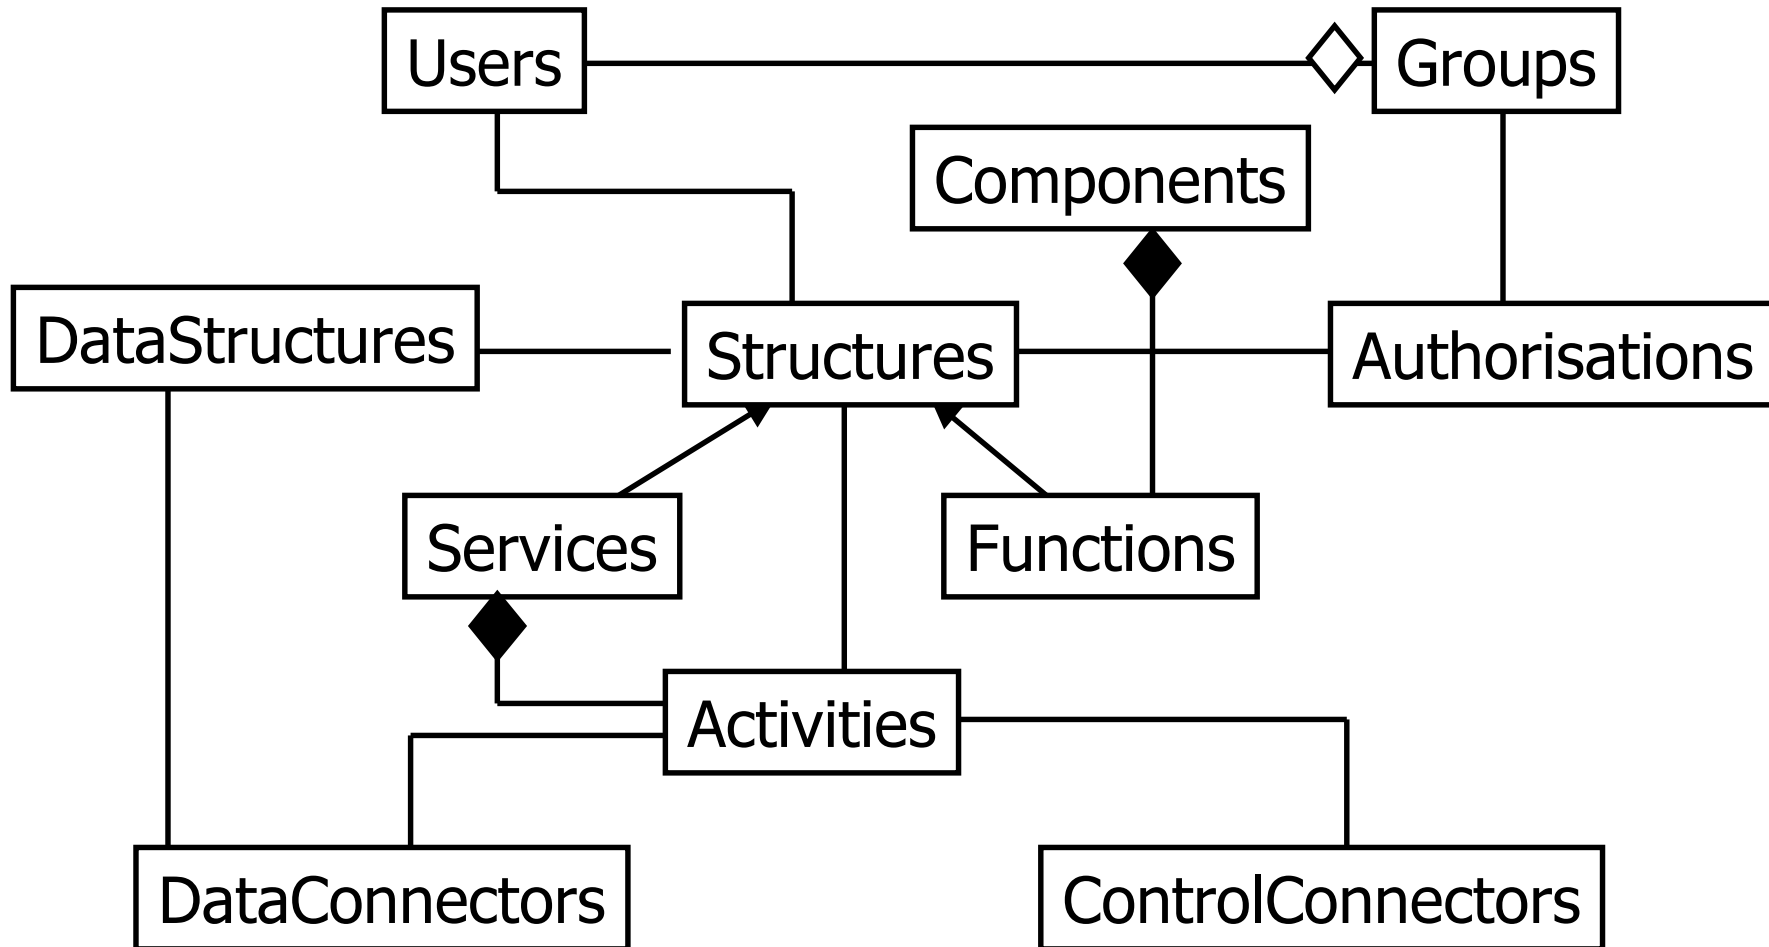 Users
Groups
Components
DataStructures
Structures
Authorisations
Services
Functions
Activities
DataConnectors
ControlConnectors